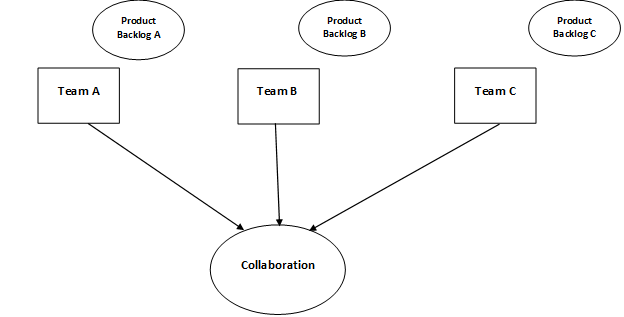 Product
Backlog A
Product
Backlog B
Product
Backlog C
Team A
Team B
Team C
Collaboration